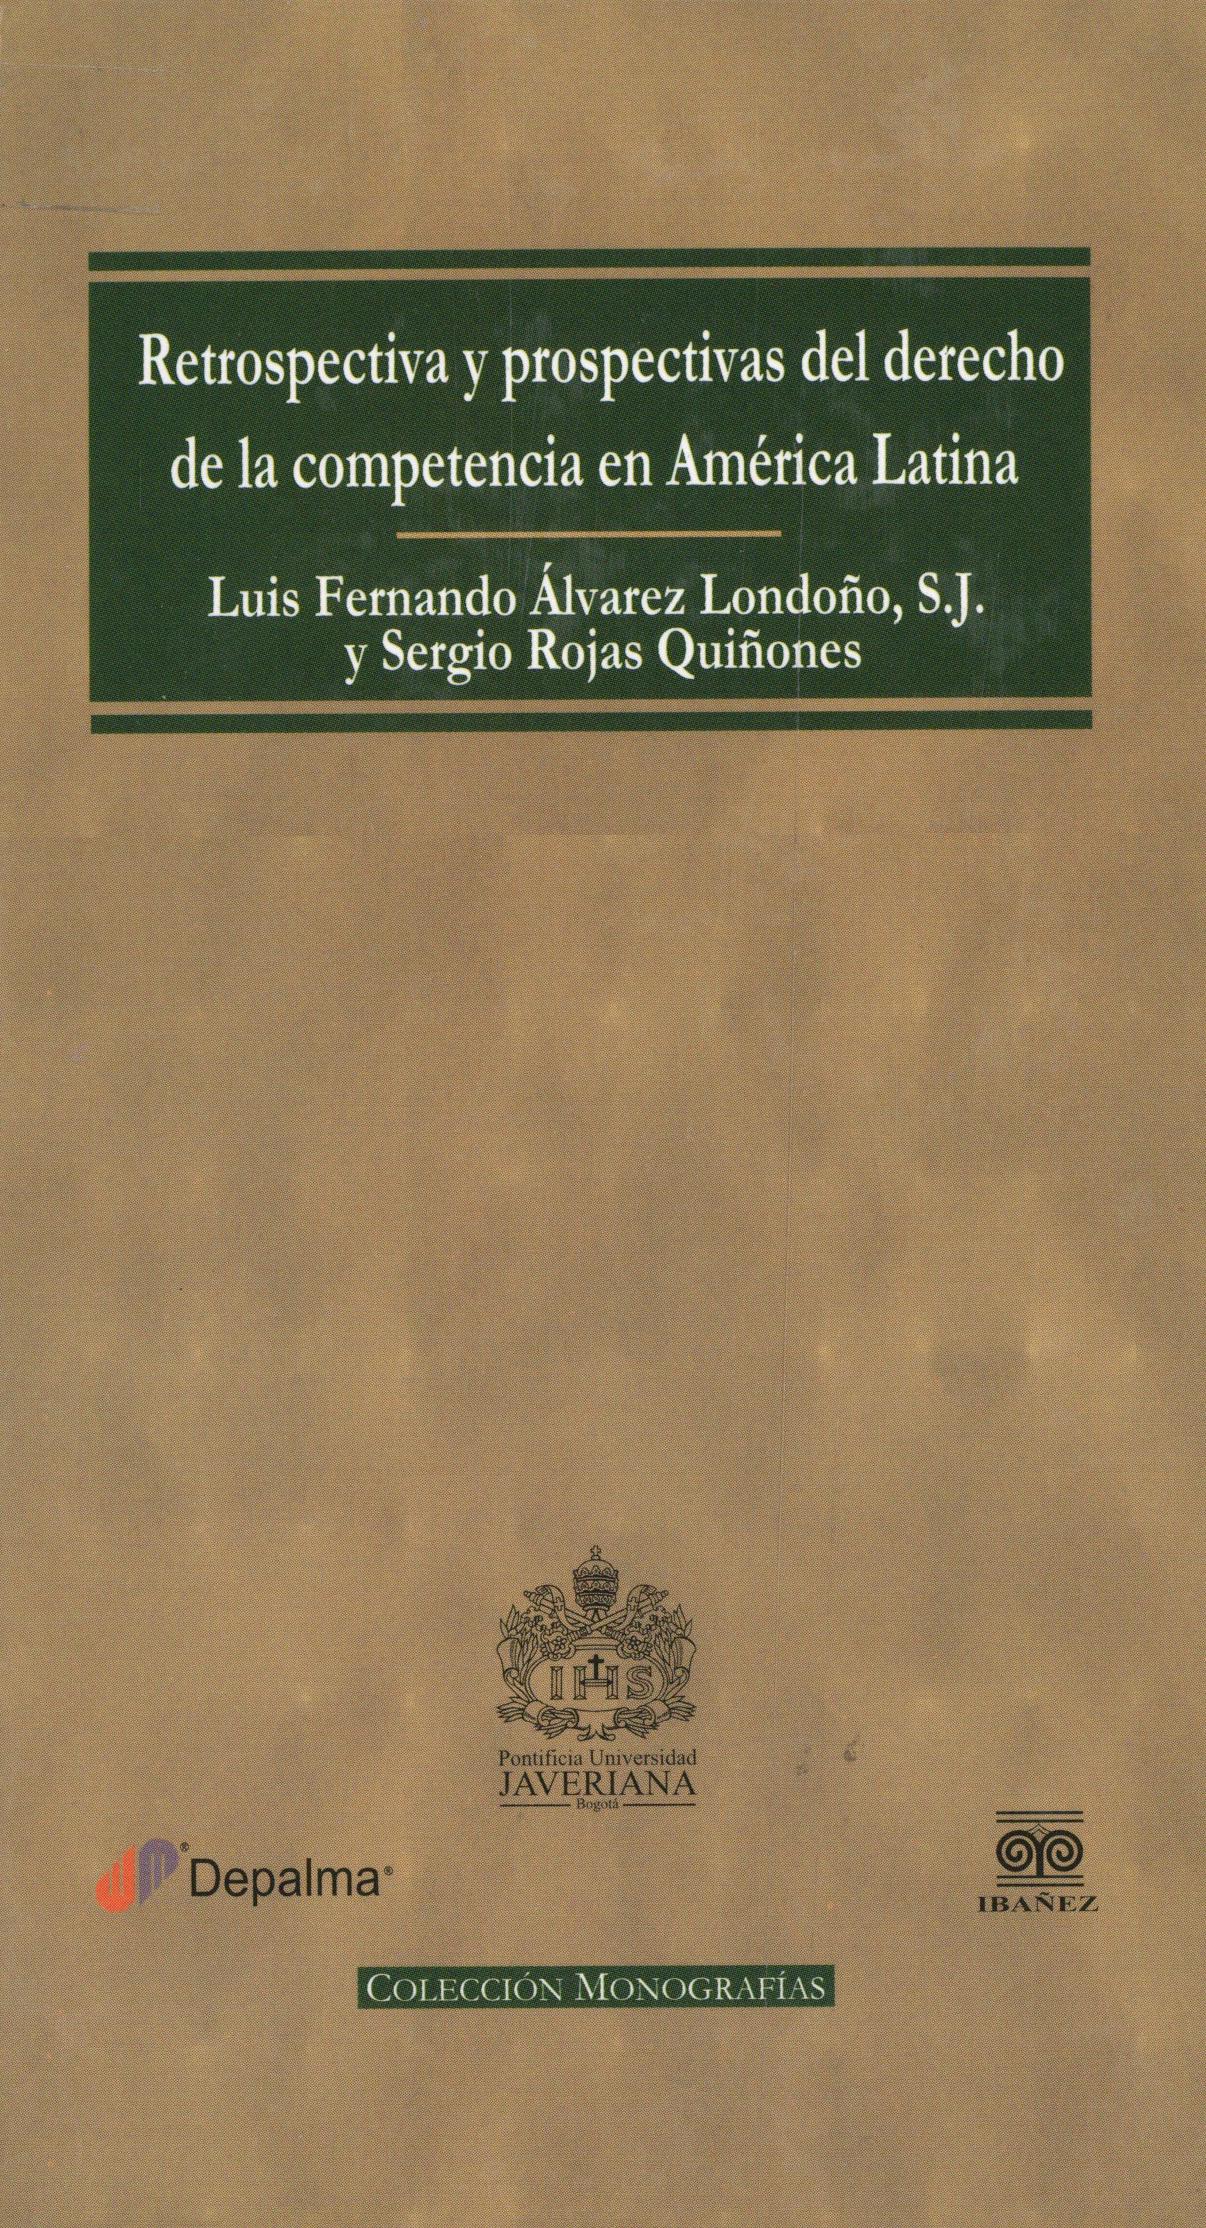 Retrospectiva y prospectivas del derecho
de la competencia en América Latina
Luis Fernando Álvarez Londoño, S.J.
y Sergio Rojas Quiñones
IHS
Pontificia Universidad
JAVERIANA
Bogotá
Depalma®
IBAÑEZ
COLECCIÓN MONOGRAFÍAS